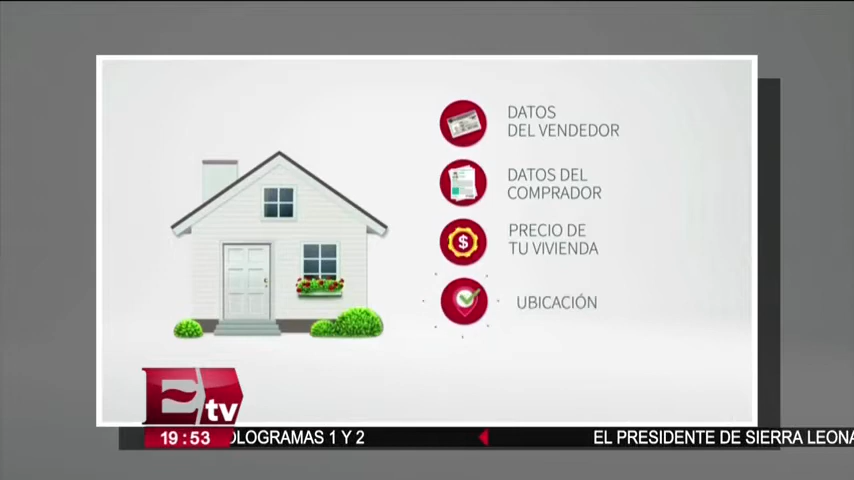 DATOS
DEL VENDEDOR
DATOS DEL
COMPRADOR
$
PRECIO DE
TU VIVIENDA
UBICACIÓN
E tv
19:53
OLOGRAMAS 1 Y 2
EL PRESIDENTE DE SIERRA LEONA